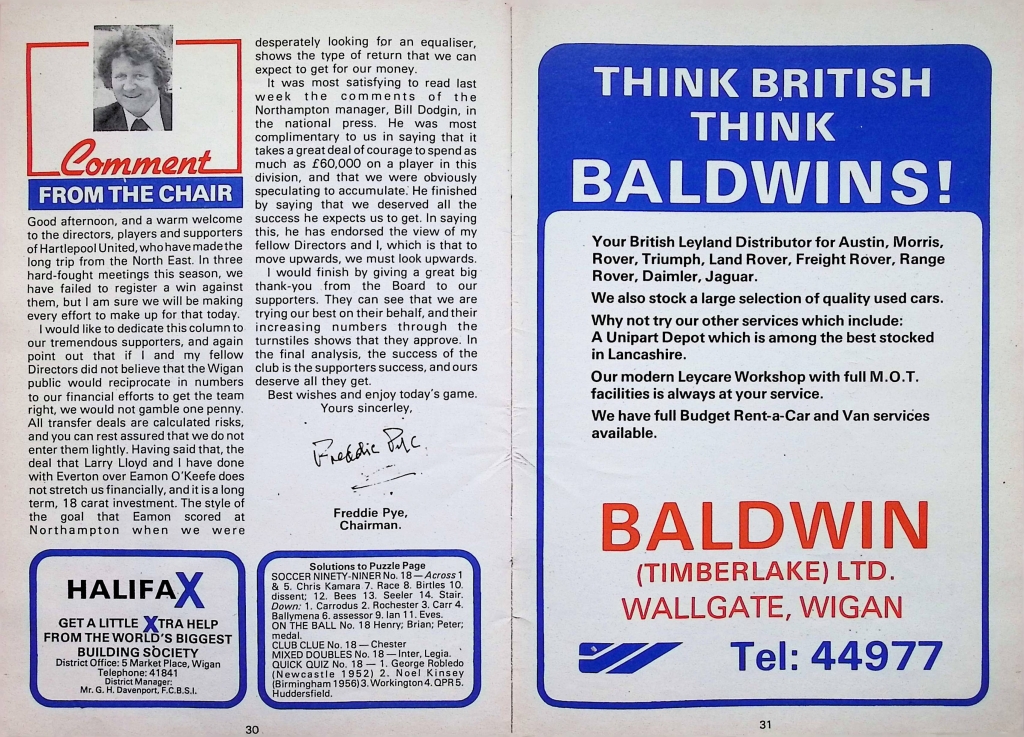 Comment
FROM THE CHAIR
Good afternoon, and a warm welcome
to the directors, players and supporters
of Hartlepool United, who have made the
long trip from the North East. In three
hard-fought meetings this season, we
have failed to register a win against
them, but I am sure we will be making
every effort to make up for that today.
I would like to dedicate this column to
our tremendous supporters, and again
point out that if I and my fellow
Directors did not believe that the Wigan
public would reciprocate in numbers
to our financial efforts to get the team
right, we would not gamble one penny.
All transfer deals are calculated risks,
and you can rest assured that we do not
enter them lightly. Having said that, the
deal that Larry Lloyd and I have done
with Everton over Eamon O'Keefe does
not stretch us financially, and it is a long
term, 18 carat investment. The style of
the goal that Eamon scored at
Northampton when we were
desperately looking for an equaliser,
shows the type of return that we can
expect to get for our money.
It was most satisfying to read last
week the comments of the
Northampton manager, Bill Dodgin, in
the national press. He was most
complimentary to us in saying that it
takes a great deal of courage to spend as
much as £60,000 on a player in this
division, and that we were obviously
speculating to accumulate. He finished
by saying that we deserved all the
success he expects us to get. In saying
this, he has endorsed the view of my
fellow Directors and I, which is that to
move upwards, we must look upwards.
I would finish by giving a great big
thank-you from the Board to our
supporters. They can see that we are
trying our best on their behalf, and their
increasing numbers through the
turnstiles shows that they approve. In
the final analysis, the success of the
club is the supporters success, and ours
deserve all they get.
Best wishes and enjoy today's game.
Yours sincerley,
Freddie Pye
Freddie Pye,
Chairman.
HALIFAX
GET A LITTLE XTRA HELP
FROM THE WORLD'S BIGGEST
BUILDING SOCIETY
District Office: 5 Market Place, Wigan
Telephone: 41841
District Manager:
Mr. G. H. Davenport, F.C.B.S.I.
Solutions to Puzzle Page
SOCCER NINETY-NINER No. 18 — Across 1
& 5. Chris Kamara 7. Race 8. Birtles 10.
dissent; 12. Bees 13. Seeler 14. Stair.
Down: 1. Carrodus 2. Rochester 3. Carr 4.
Ballymena 6. assessor 9. Ian 11. Eves.
ON THE BALL No. 18 Henry; Brian; Peter;
medal.
CLUB CLUE No. 18 — Chester
MIXED DOUBLES No. 18 — Inter, Legia.
QUICK QUIZ No. 18 — 1. George Robledo
(Newcastle 1952) 2. Noel Kinsey
(Birmingham 1956) 3. Workington 4. QPR 5.
Huddersfield.
30
THINK BRITISH
THINK
BALDWINS!
Your British Leyland Distributor for Austin, Morris,
Rover, Triumph, Land Rover, Freight Rover, Range
Rover, Daimler, Jaguar.
We also stock a large selection of quality used cars.
Why not try our other services which include:
A Unipart Depot which is among the best stocked
in Lancashire.
Our modern Leycare Workshop with full M.O.T.
facilities is always at your service.
We have full Budget Rent-a-Car and Van services
available.
BALDWIN
(TIMBERLAKE) LTD.
WALLGATE, WIGAN
Tel: 44977
31